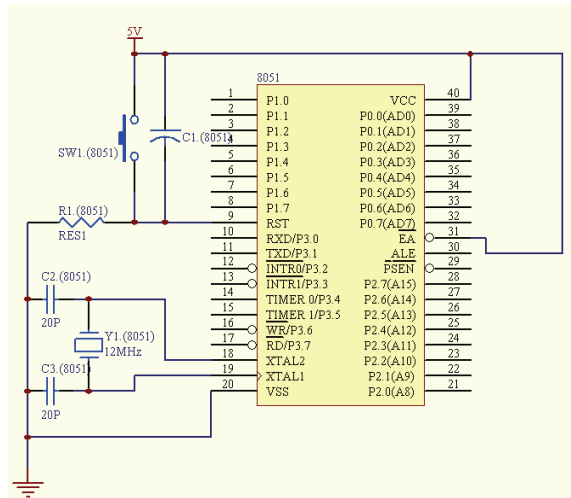 5V
8051
SW1.(8051)
C1.(8051)
R1.(8051)
RES1
C2.(8051)
20P
Y1.(8051)
12MHz
C3.(8051)
20P
1 P1.0
2 P1.1
3 P1.2
4 P1.3
5 P1.4
6 P1.5
7 P1.6
8 P1.7
9 RST
10 RXD/P3.0
11 TXD/P3.1
12 INTR0/P3.2
13 INTR1/P3.3
14 TIMER 0/P3.4
15 TIMER 1/P3.5
16 WR/P3.6
17 RD/P3.7
18 XTAL2
19 XTAL1
20 VSS
VCC 40
P0.0(AD0) 39
P0.1(AD1) 38
P0.2(AD2) 37
P0.3(AD3) 36
P0.4(AD4) 35
P0.5(AD5) 34
P0.6(AD6) 33
P0.7(AD7) 32
EA 31
ALE 30
PSEN 29
P2.7(A15) 28
P2.6(A14) 27
P2.5(A13) 26
P2.4(A12) 25
P2.3(A11) 24
P2.2(A10) 23
P2.1(A9) 22
P2.0(A8) 21